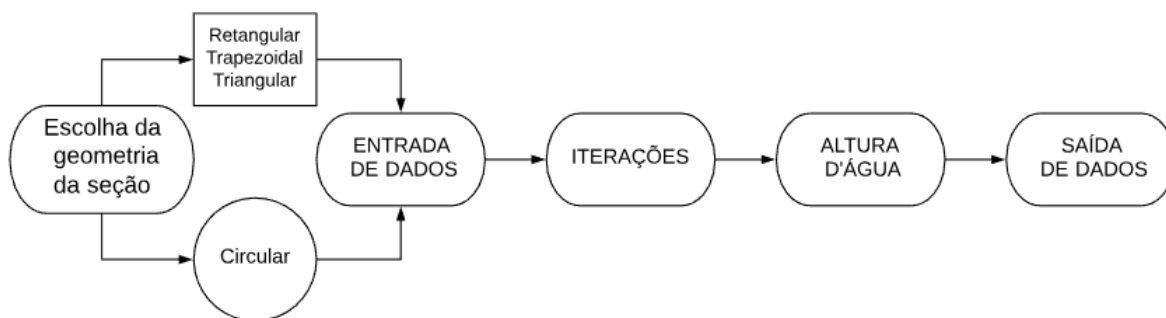 Escolha da
geometria
da seção
Retangular
Trapezoidal
Triangular
Circular
ENTRADA
DE DADOS
ITERAÇÕES
ALTURA
D'ÁGUA
SAÍDA
DE DADOS